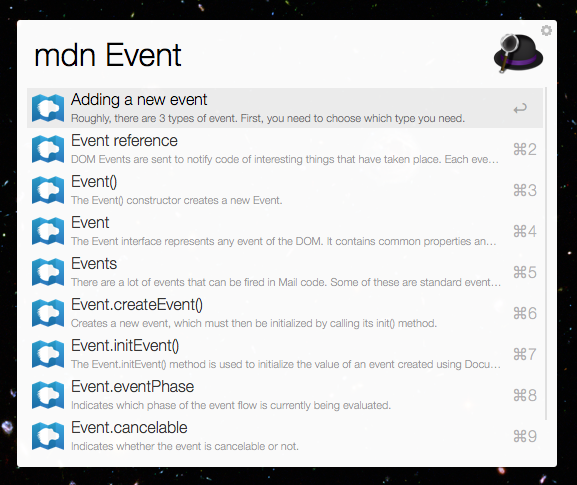 mdn Event
Adding a new event
Roughly, there are 3 types of event. First, you need to choose which type you need.
↩
Event reference
DOM Events are sent to notify code of interesting things that have taken place. Each eve…
⌘2
Event()
The Event() constructor creates a new Event.
⌘3
Event
The Event interface represents any event of the DOM. It contains common properties an…
⌘4
Events
There are a lot of events that can be fired in Mail code. Some of these are standard event…
⌘5
Event.createEvent()
Creates a new event, which must then be initialized by calling its init() method.
⌘6
Event.initEvent()
The Event.initEvent() method is used to initialize the value of an event created using Docu…
⌘7
Event.eventPhase
Indicates which phase of the event flow is currently being evaluated.
⌘8
Event.cancelable
Indicates whether the event is cancelable or not.
⌘9